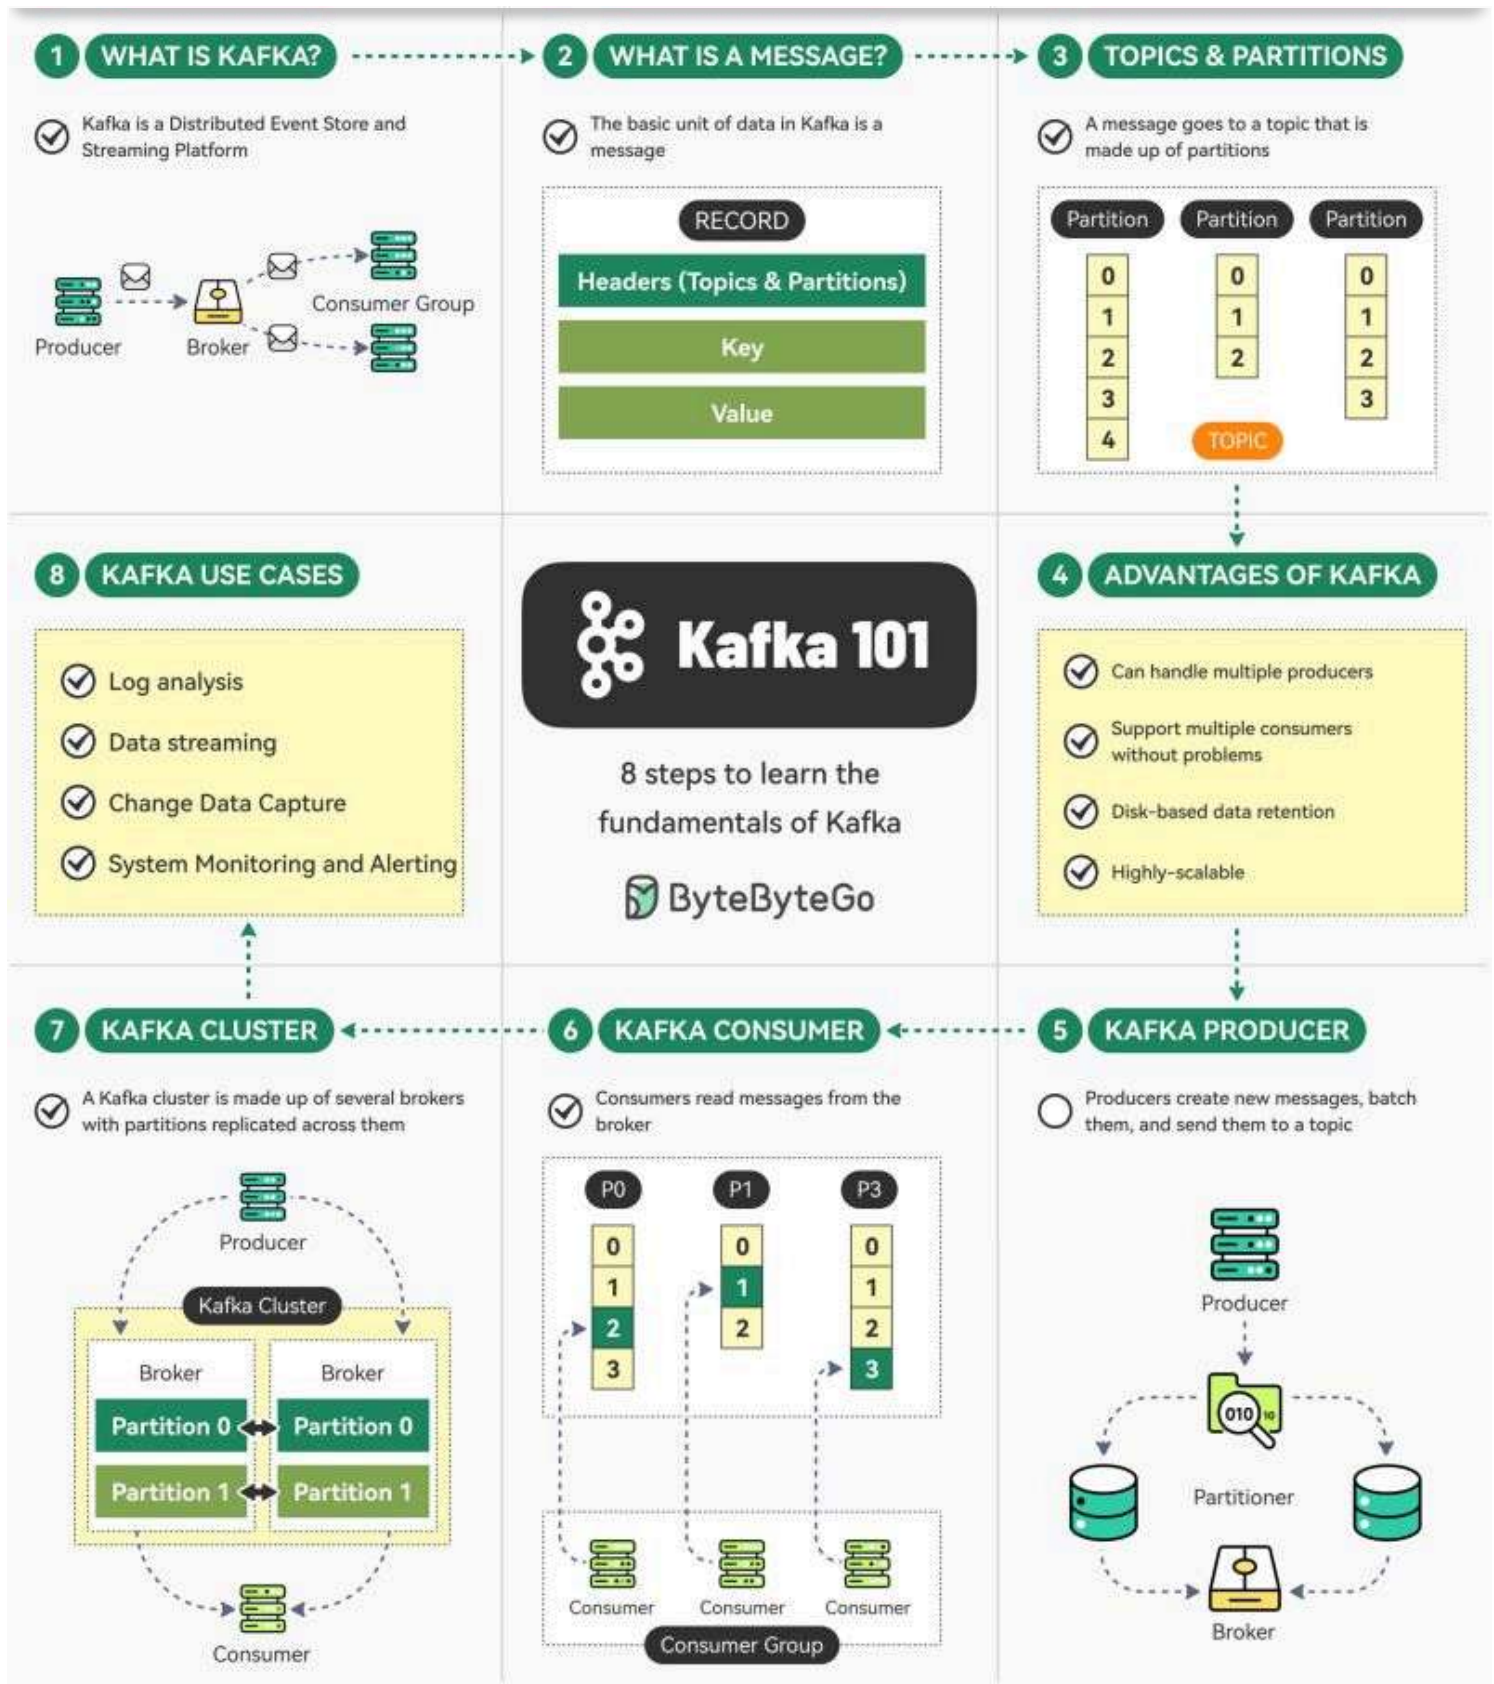 1 WHAT IS KAFKA?
Kafka is a Distributed Event Store and
Streaming Platform
Producer
Broker
Consumer Group
2 WHAT IS A MESSAGE?
The basic unit of data in Kafka is a
message
RECORD
Headers (Topics & Partitions)
Key
Value
3 TOPICS & PARTITIONS
A message goes to a topic that is
made up of partitions
Partition Partition Partition
0 0 0
1 1 1
2 2 2
3 3
4
TOPIC
4 ADVANTAGES OF KAFKA
Can handle multiple producers
Support multiple consumers
without problems
Disk-based data retention
Highly-scalable
Kafka 101
8 steps to learn the
fundamentals of Kafka
ByteByteGo
5 KAFKA PRODUCER
Producers create new messages, batch
them, and send them to a topic
Producer
010 10
Partitioner
Broker
6 KAFKA CONSUMER
Consumers read messages from the
broker
P0 P1 P3
0 0 0
1 1 1
2 2 2
3 3
Consumer Consumer Consumer
Consumer Group
7 KAFKA CLUSTER
A Kafka cluster is made up of several brokers
with partitions replicated across them
Producer
Kafka Cluster
Broker Broker
Partition 0 Partition 0
Partition 1 Partition 1
Consumer
8 KAFKA USE CASES
Log analysis
Data streaming
Change Data Capture
System Monitoring and Alerting